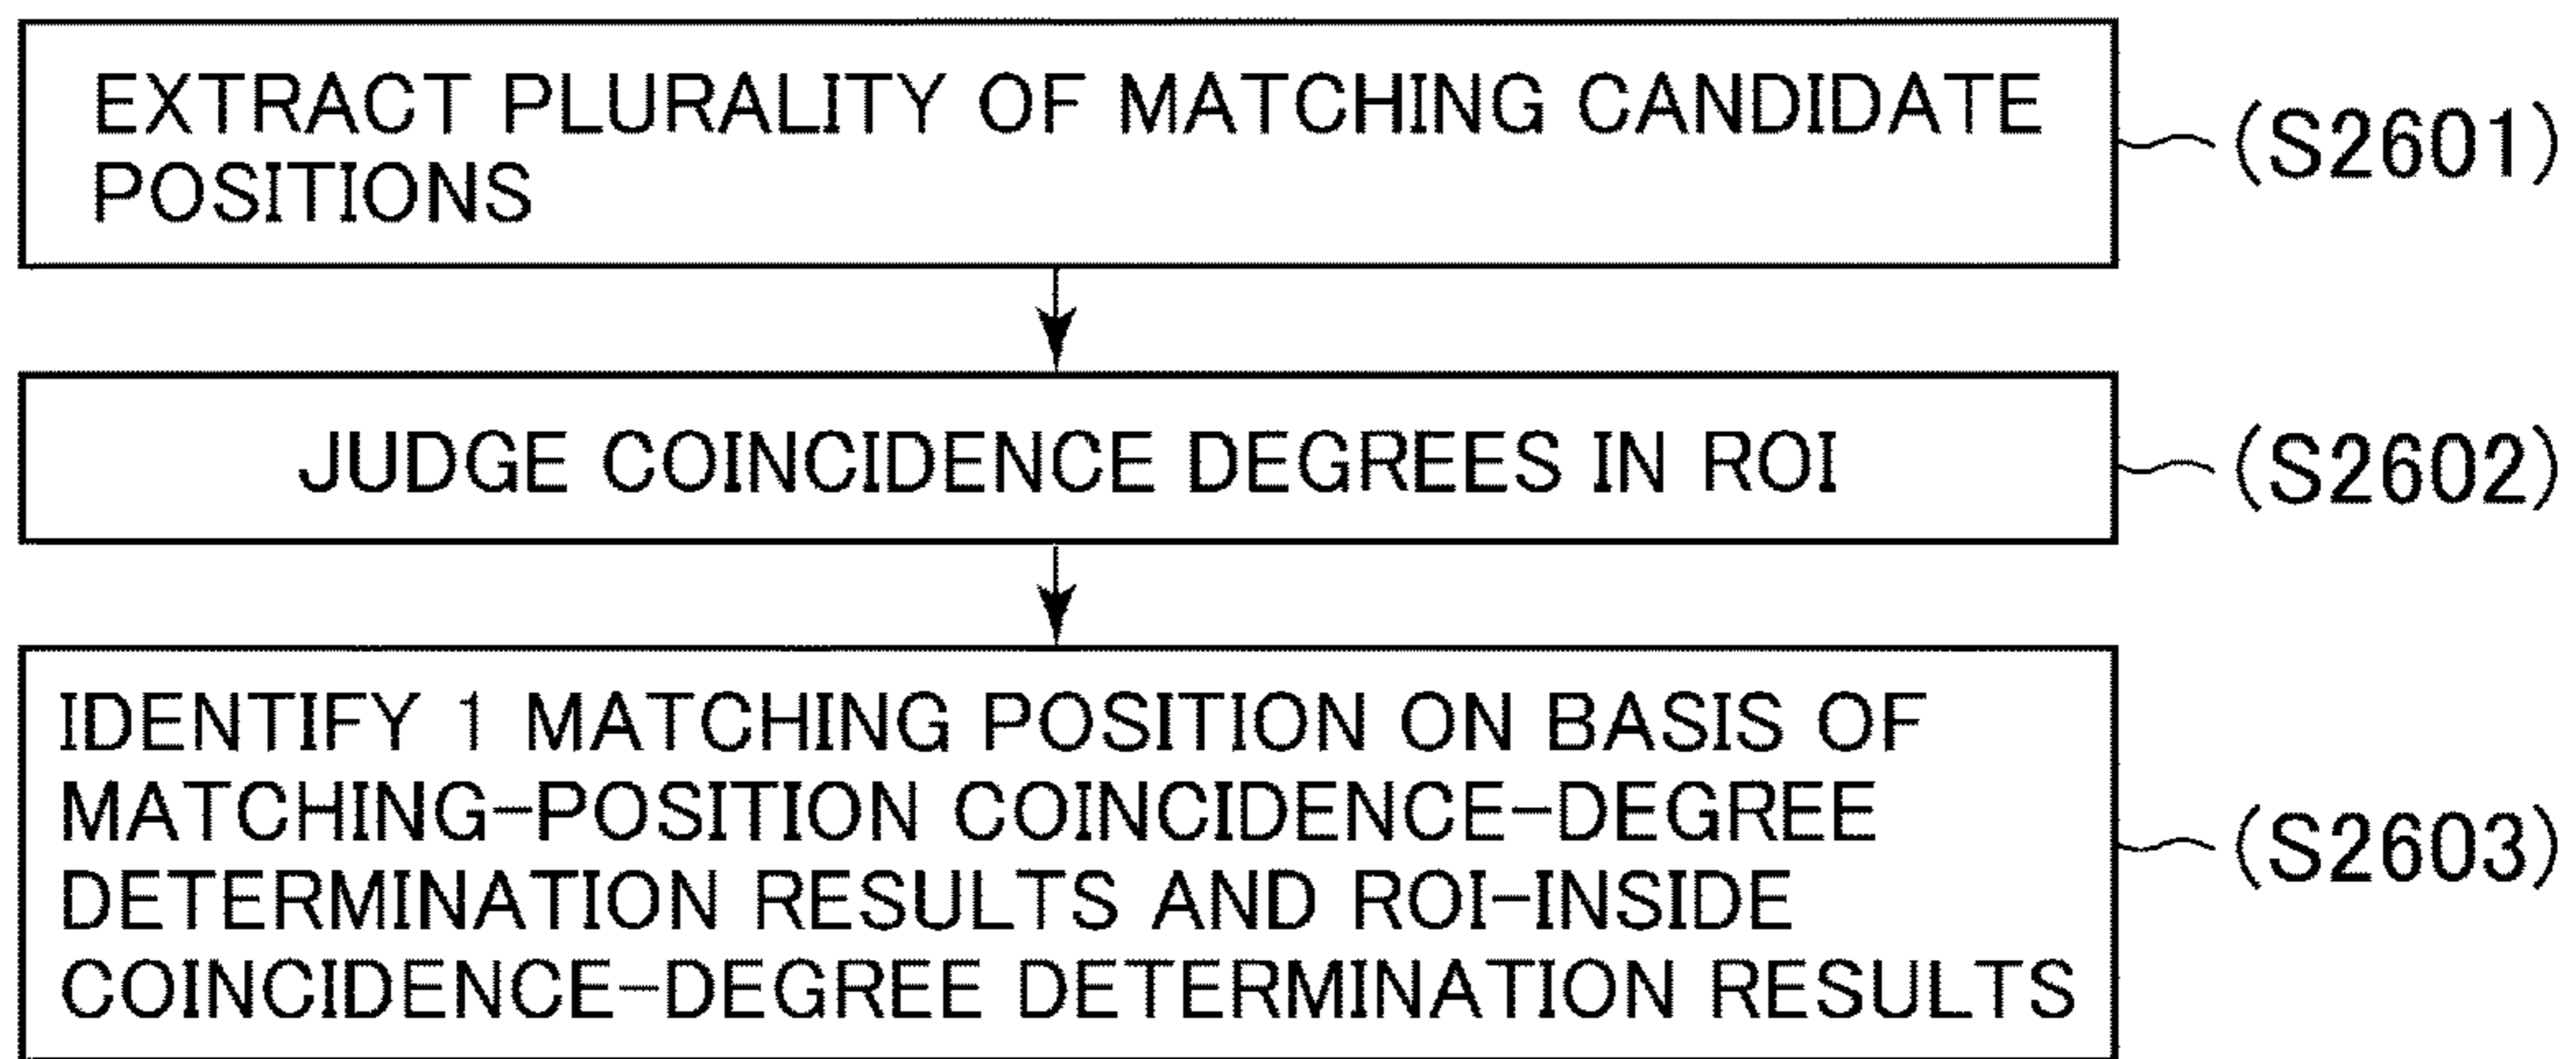 EXTRACT PLURALITY OF MATCHING CANDIDATE
POSITIONS
(S2601)
JUDGE COINCIDENCE DEGREES IN ROI
(S2602)
IDENTIFY 1 MATCHING POSITION ON BASIS OF
MATCHING-POSITION COINCIDENCE-DEGREE
DETERMINATION RESULTS AND ROI-INSIDE
COINCIDENCE-DEGREE DETERMINATION RESULTS
(S2603)